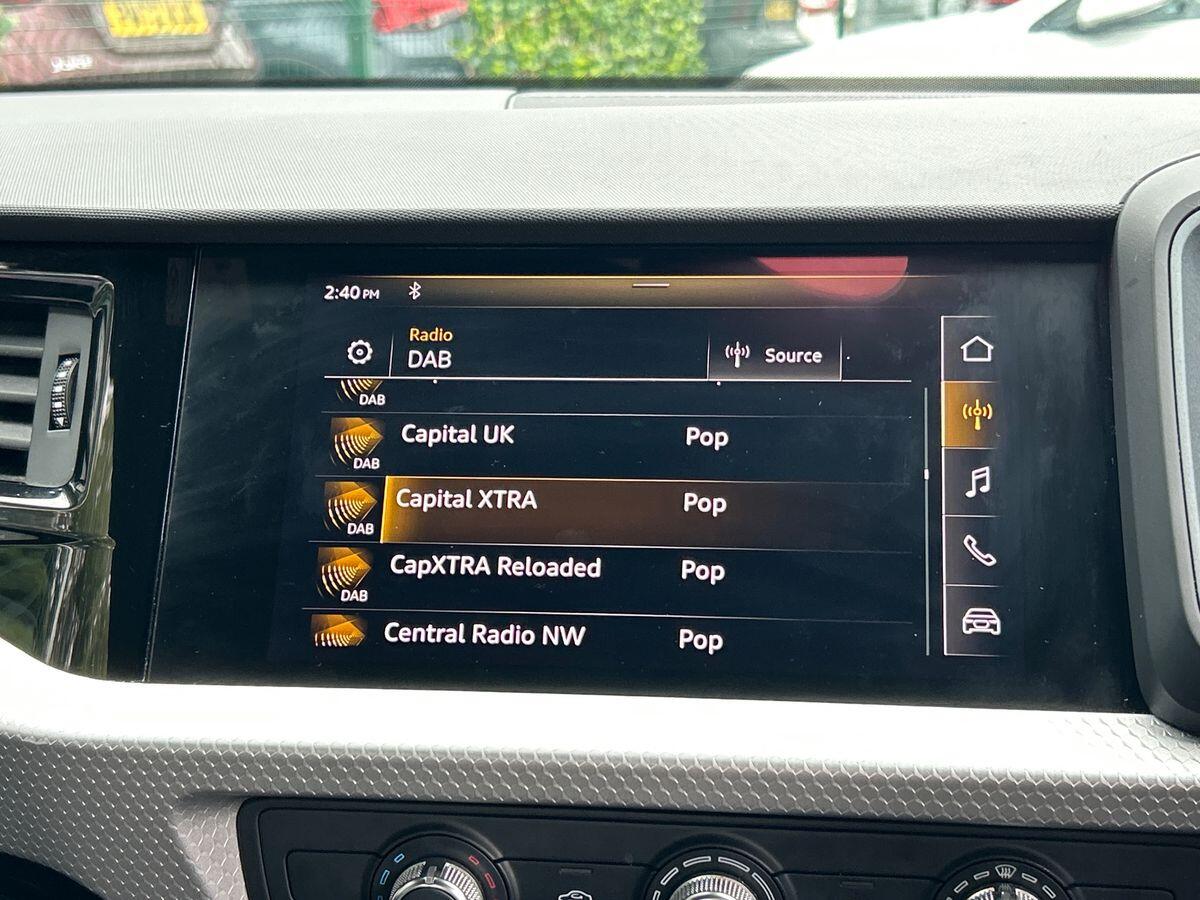 2:40 PM
Radio
DAB
Source
DAB
Capital UK Pop
DAB
Capital XTRA Pop
DAB
CapXTRA Reloaded Pop
DAB
Central Radio NW Pop